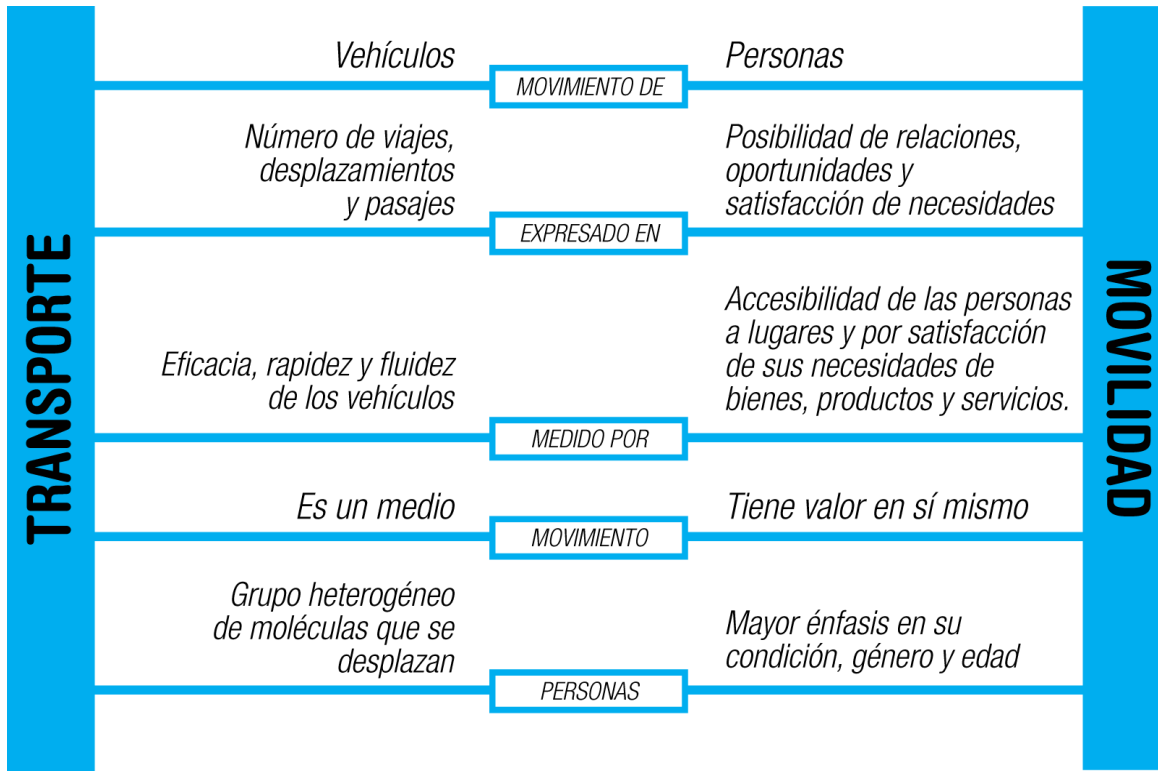 TRANSPORTE
Vehículos
MOVIMIENTO DE
Personas
Número de viajes,
desplazamientos
y pasajes
EXPRESADO EN
Posibilidad de relaciones,
oportunidades y
satisfacción de necesidades
Eficacia, rapidez y fluidez
de los vehículos
MEDIDO POR
Accesibilidad de las personas
a lugares y por satisfacción
de sus necesidades de
bienes, productos y servicios.
Es un medio
MOVIMIENTO
Tiene valor en sí mismo
Grupo heterogéneo
de moléculas que se
desplazan
PERSONAS
Mayor énfasis en su
condición, género y edad
MOVILIDAD